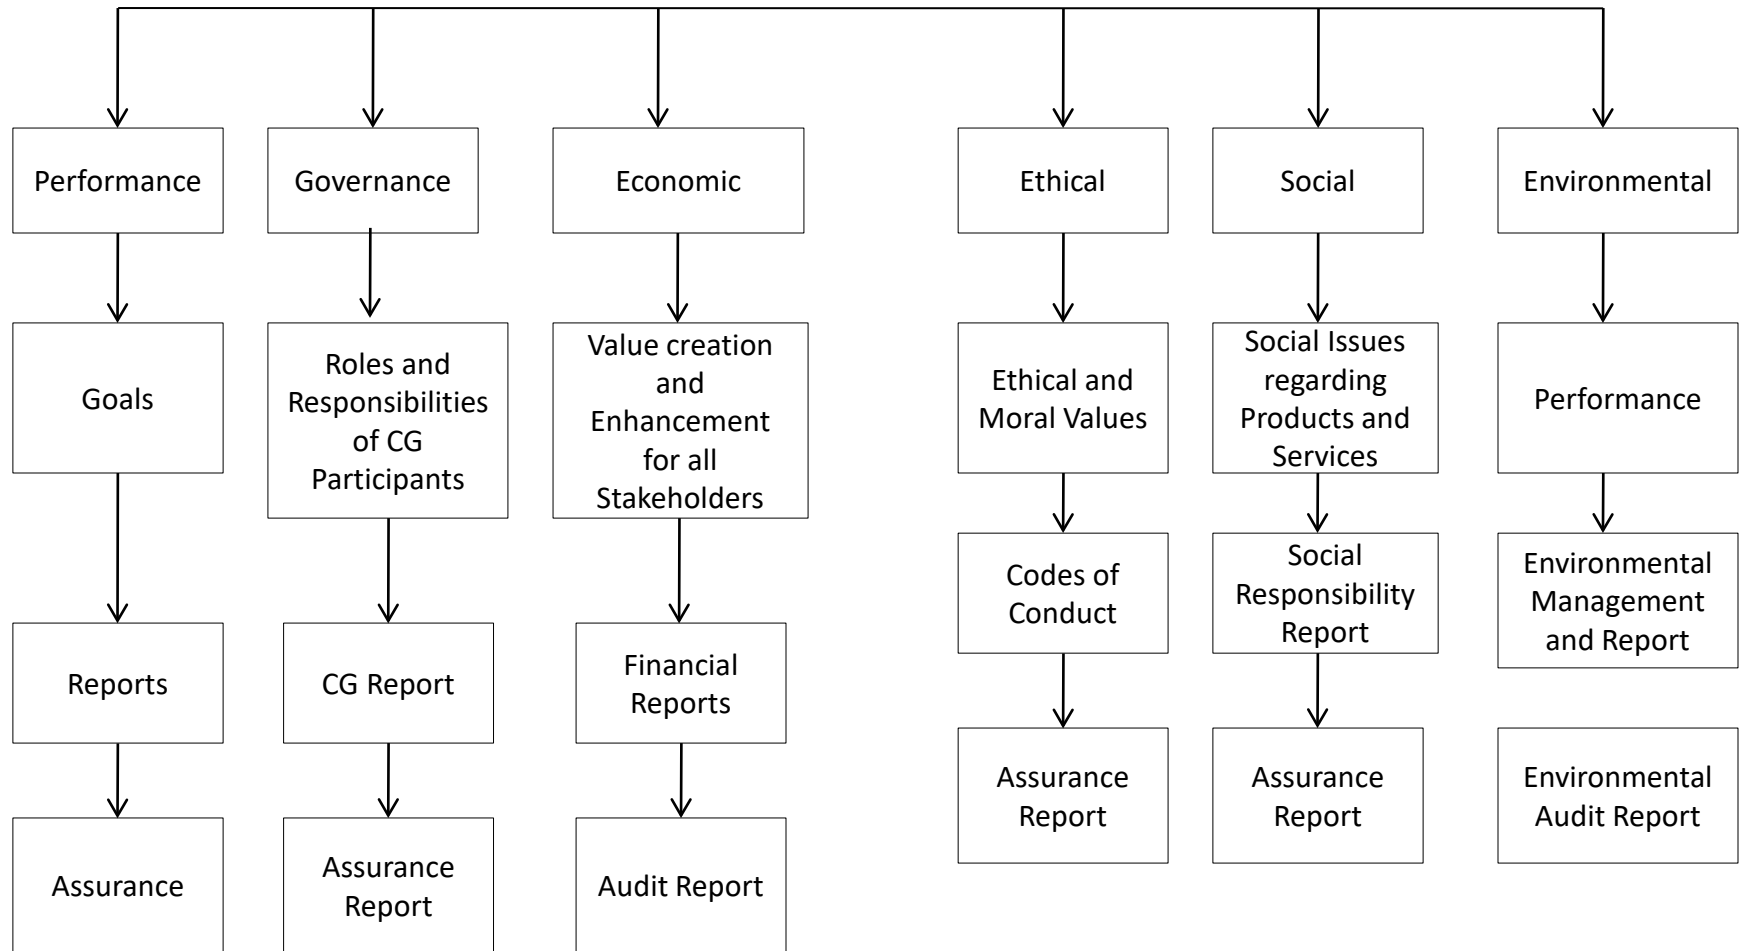 Performance
Governance
Economic
Ethical
Social
Environmental
Goals
Roles and
Responsibilities
of CG
Participants
Value creation
and
Enhancement
for all
Stakeholders
Ethical and
Moral Values
Social Issues
regarding
Products and
Services
Performance
Codes of
Conduct
Social
Responsibility
Report
Environmental
Management
and Report
Reports
CG Report
Financial
Reports
Assurance
Report
Assurance
Report
Environmental
Audit Report
Assurance
Assurance
Report
Audit Report